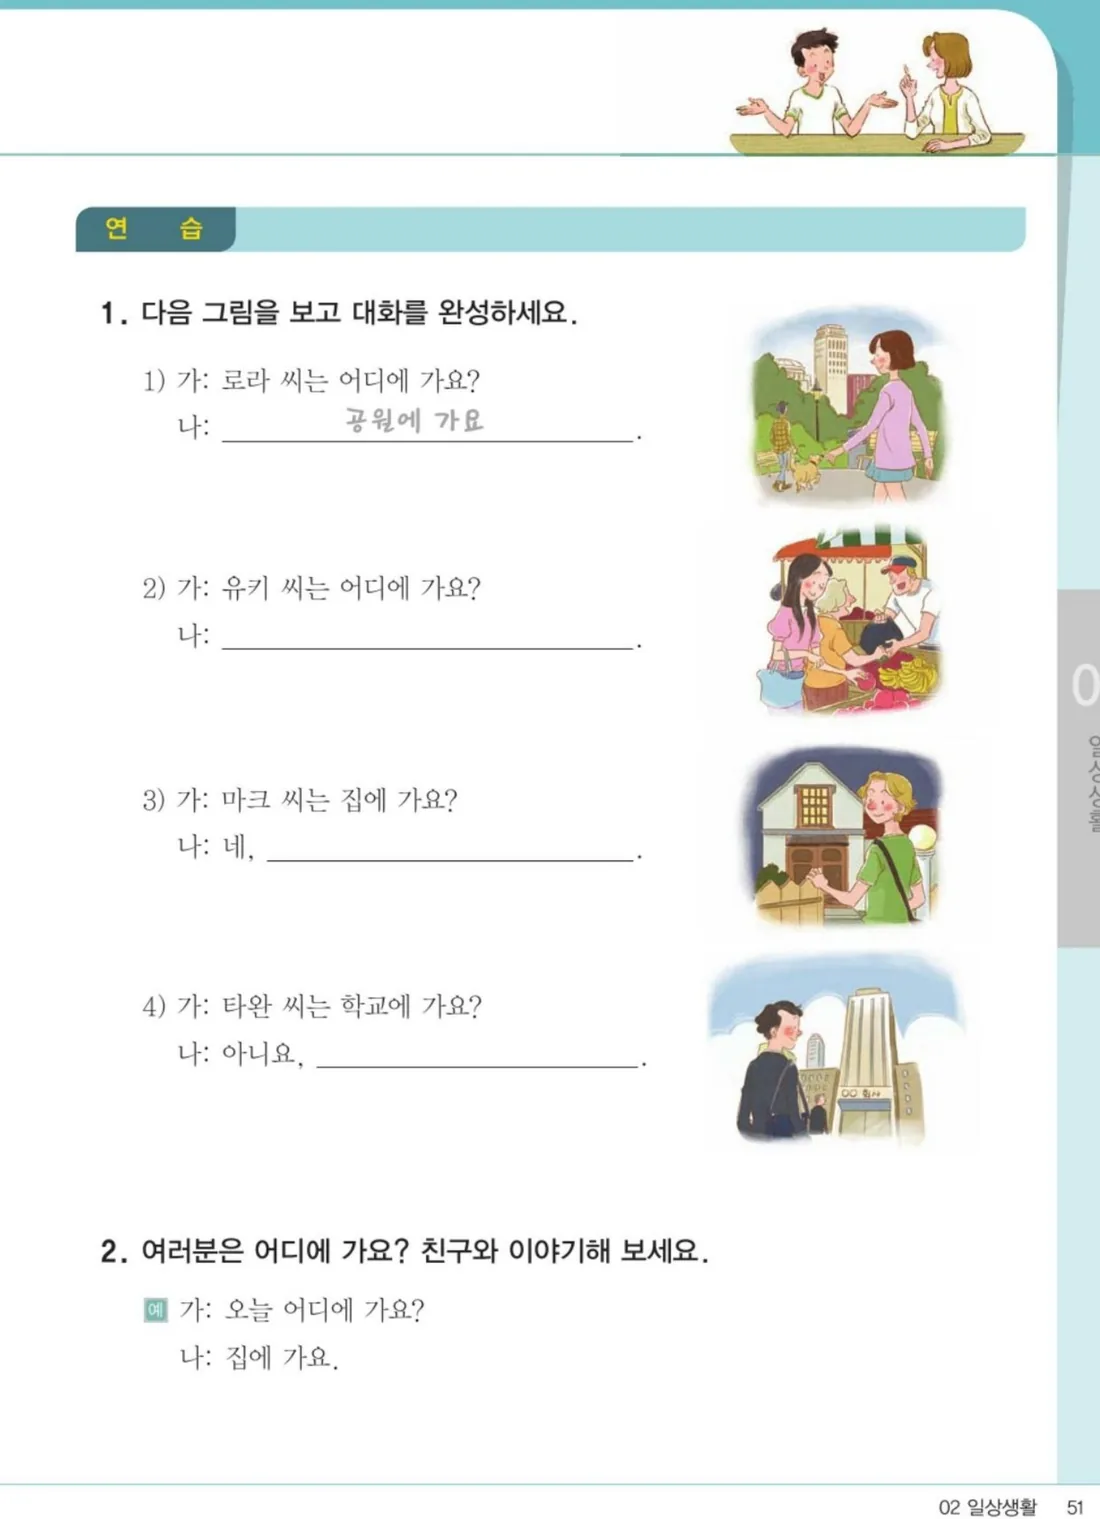 연 습
1. 다음 그림을 보고 대화를 완성하세요.
1) 가: 로라 씨는 어디에 가요?
나: 공원에 가요.
2) 가: 유키 씨는 어디에 가요?
나: .
3) 가: 마크 씨는 집에 가요?
나: 네, .
4) 가: 타완 씨는 학교에 가요?
나: 아니요, .
○○ 회사
2. 여러분은 어디에 가요? 친구와 이야기해 보세요.
예 가: 오늘 어디에 가요?
나: 집에 가요.
0
일상생활
02 일상생활 51